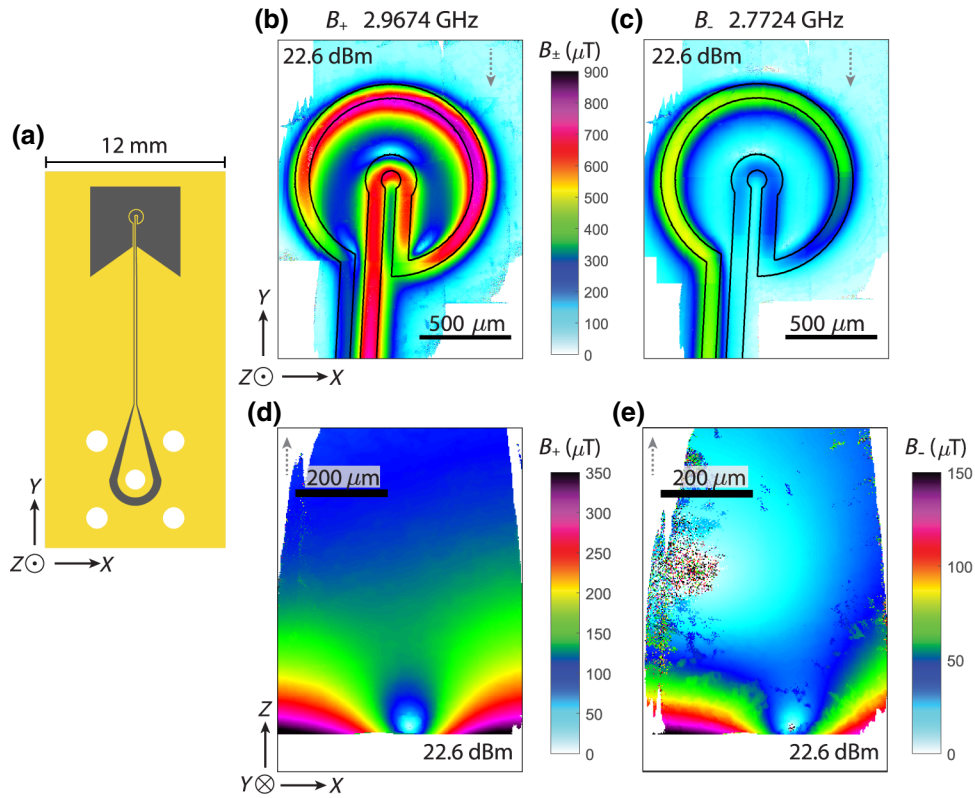 (a)
12 mm
Y
Z X
(b)
B+ 2.9674 GHz
22.6 dBm
500 μm
Y
Z X
B± (μT)
900
800
700
600
500
400
300
200
100
0
(c)
B- 2.7724 GHz
22.6 dBm
500 μm
(d)
200 μm
22.6 dBm
Z
Y X
B+ (μT)
350
300
250
200
150
100
50
0
(e)
200 μm
22.6 dBm
B- (μT)
150
100
50
0